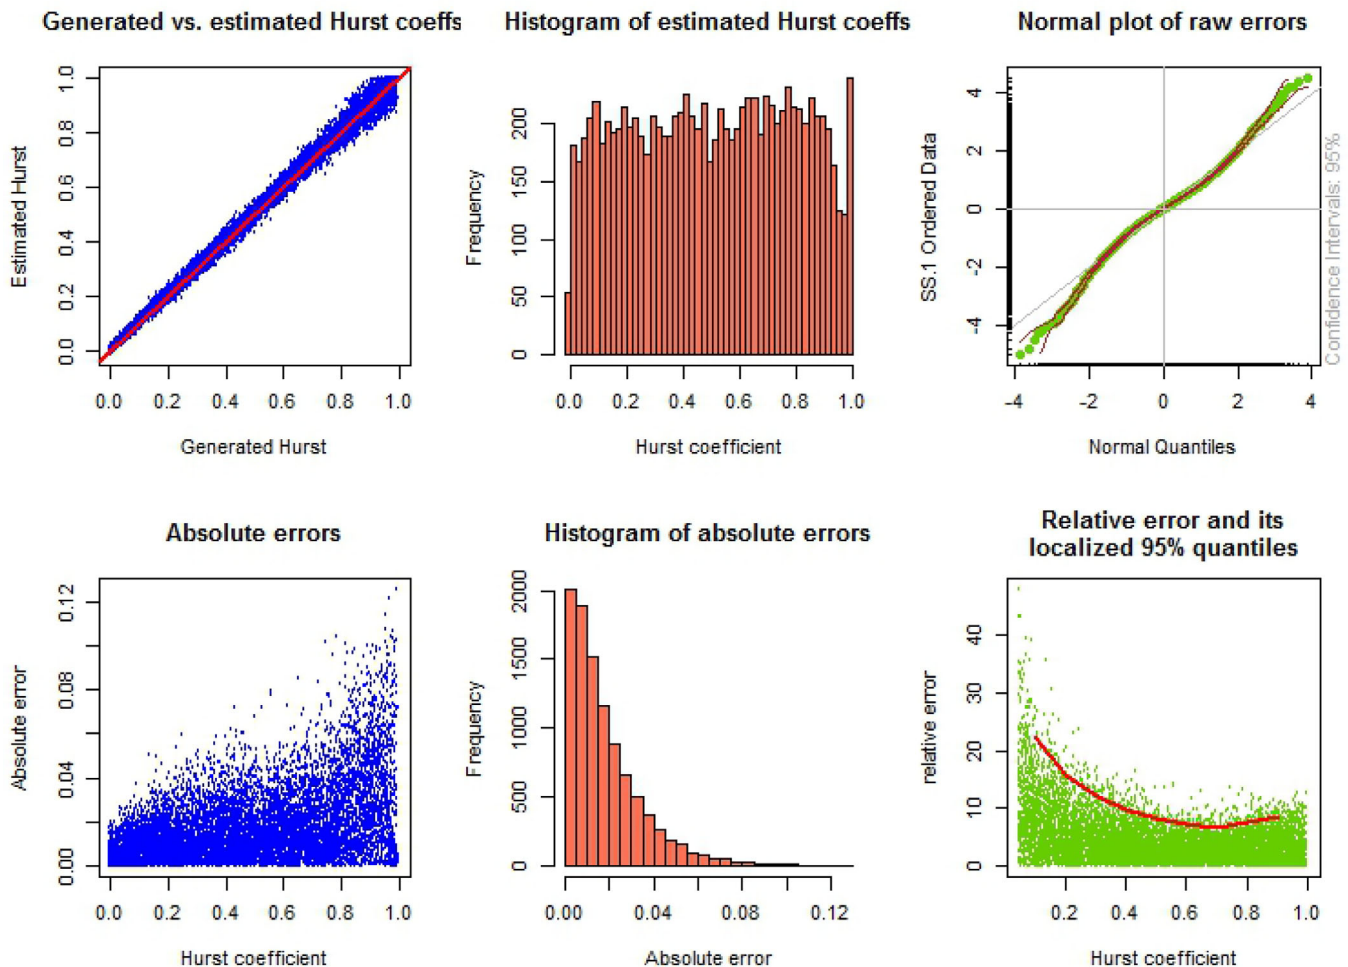 Generated vs. estimated Hurst coeffs
Estimated Hurst
1.0
0.8
0.6
0.4
0.2
0.0
0.0 0.2 0.4 0.6 0.8 1.0
Generated Hurst
Histogram of estimated Hurst coeffs
Frequency
200
150
100
50
0
0.0 0.2 0.4 0.6 0.8 1.0
Hurst coefficient
Normal plot of raw errors
SS.1 Ordered Data
4
2
0
-2
-4
-4 -2 0 2 4
Normal Quantiles
Confidence Intervals: 95%
Absolute errors
Absolute error
0.12
0.08
0.04
0.00
0.0 0.2 0.4 0.6 0.8 1.0
Hurst coefficient
Histogram of absolute errors
Frequency
2000
1500
1000
500
0
0.00 0.04 0.08 0.12
Absolute error
Relative error and its
localized 95% quantiles
relative error
40
30
20
10
0
0.2 0.4 0.6 0.8 1.0
Hurst coefficient